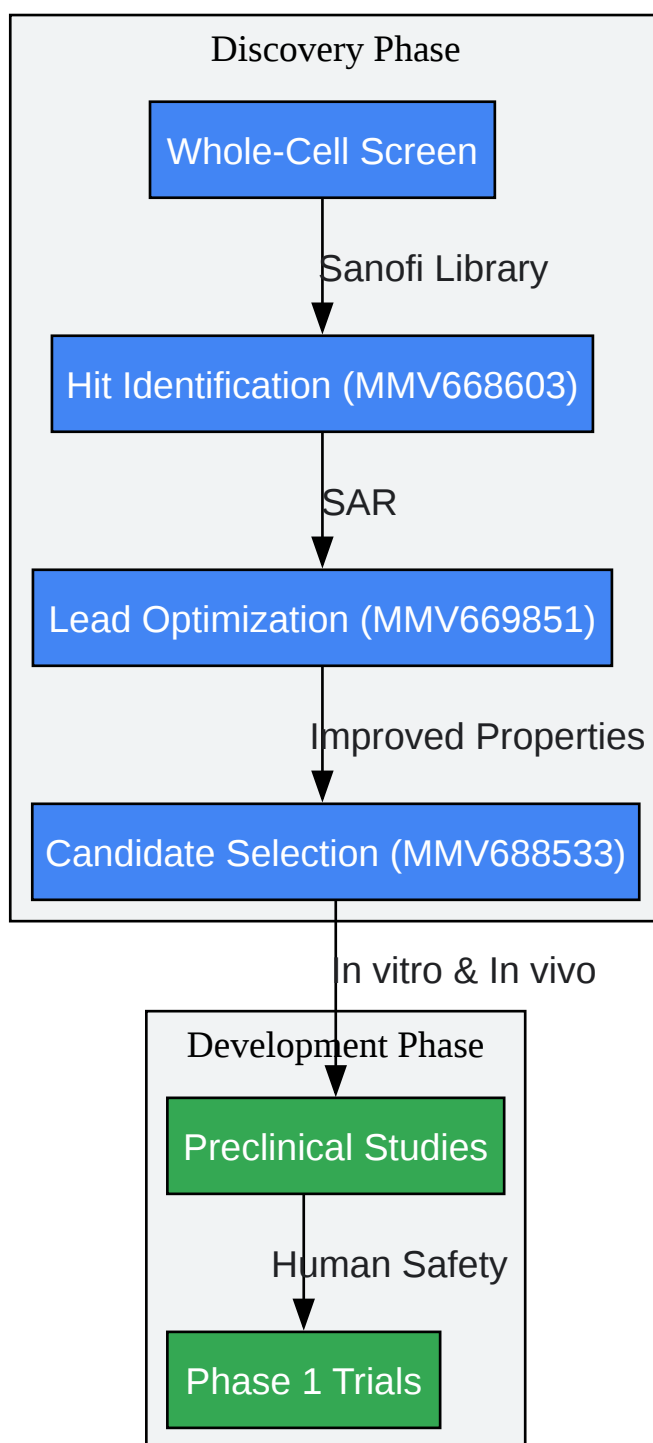 Discovery Phase
Whole-Cell Screen
Sanofi Library
Hit Identification (MMV668603)
SAR
Lead Optimization (MMV669851)
Improved Properties
Candidate Selection (MMV688533)
In vitro & In vivo
Development Phase
Preclinical Studies
Human Safety
Phase 1 Trials